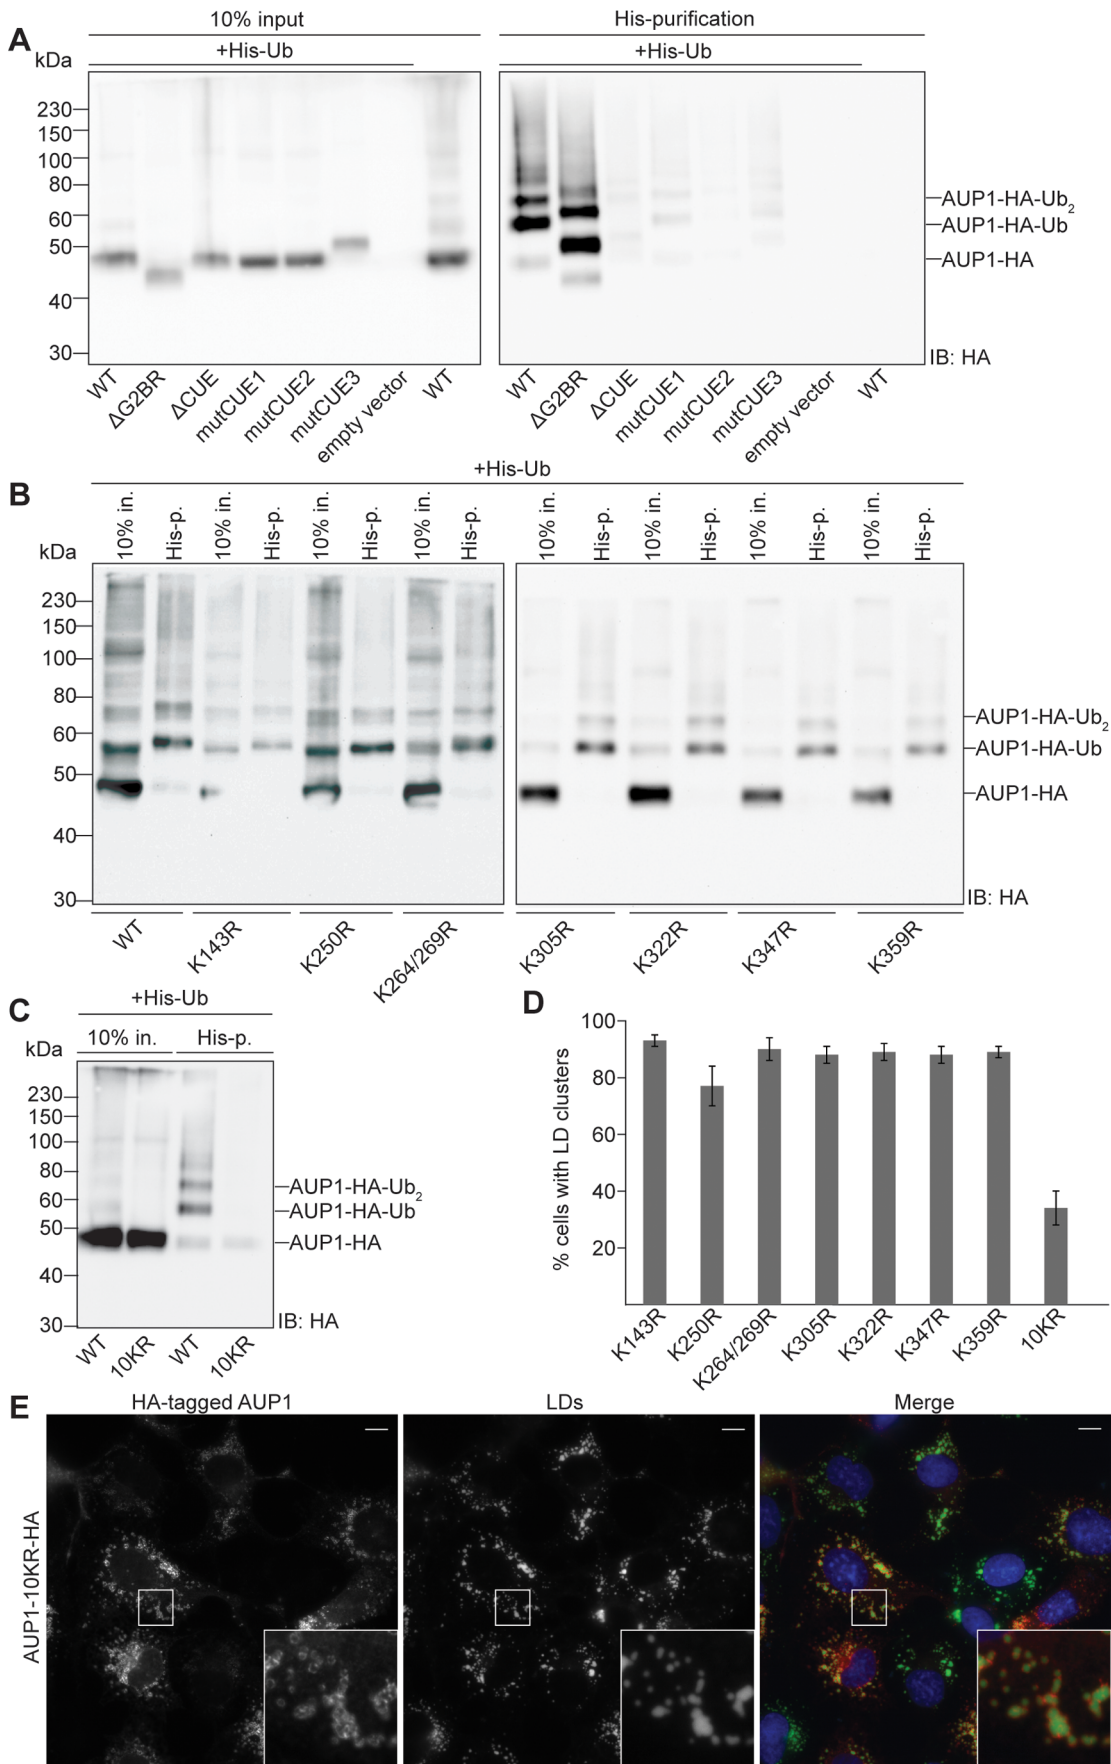 A
10% input
His-purification
+His-Ub
+His-Ub
kDa
230
150
100
80
60
50
40
30
AUP1-HA-Ub2
AUP1-HA-Ub
AUP1-HA
IB: HA
WT
ΔG2BR
ΔCUE
mutCUE1
mutCUE2
mutCUE3
empty vector
WT
WT
ΔG2BR
ΔCUE
mutCUE1
mutCUE2
mutCUE3
empty vector
WT
B
+His-Ub
10% in.
His-p.
10% in.
His-p.
10% in.
His-p.
10% in.
His-p.
10% in.
His-p.
10% in.
His-p.
10% in.
His-p.
10% in.
His-p.
kDa
230
150
100
80
60
50
40
30
AUP1-HA-Ub2
AUP1-HA-Ub
AUP1-HA
IB: HA
WT
K143R
K250R
K264/269R
K305R
K322R
K347R
K359R
C
+His-Ub
10% in.
His-p.
kDa
230
150
100
80
60
50
40
30
AUP1-HA-Ub2
AUP1-HA-Ub
AUP1-HA
IB: HA
WT
10KR
WT
10KR
D
% cells with LD clusters
100
80
60
40
20
K143R
K250R
K264/269R
K305R
K322R
K347R
K359R
10KR
E
HA-tagged AUP1
LDs
Merge
AUP1-10KR-HA